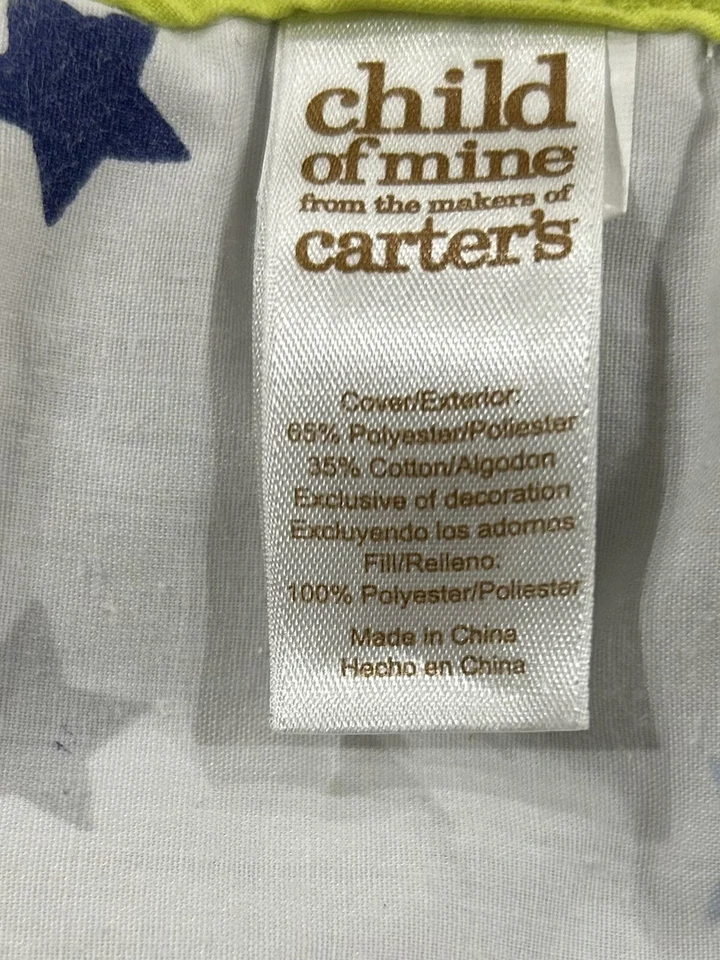 child
of mine
from the makers of
carter's
Cover/Exterior:
65% Polyester/Poliester
35% Cotton/Algodon
Exclusive of decoration
Excluyendo los adornos
Fill/Relleno:
100% Polyester/Poliester
Made in China
Hecho en China